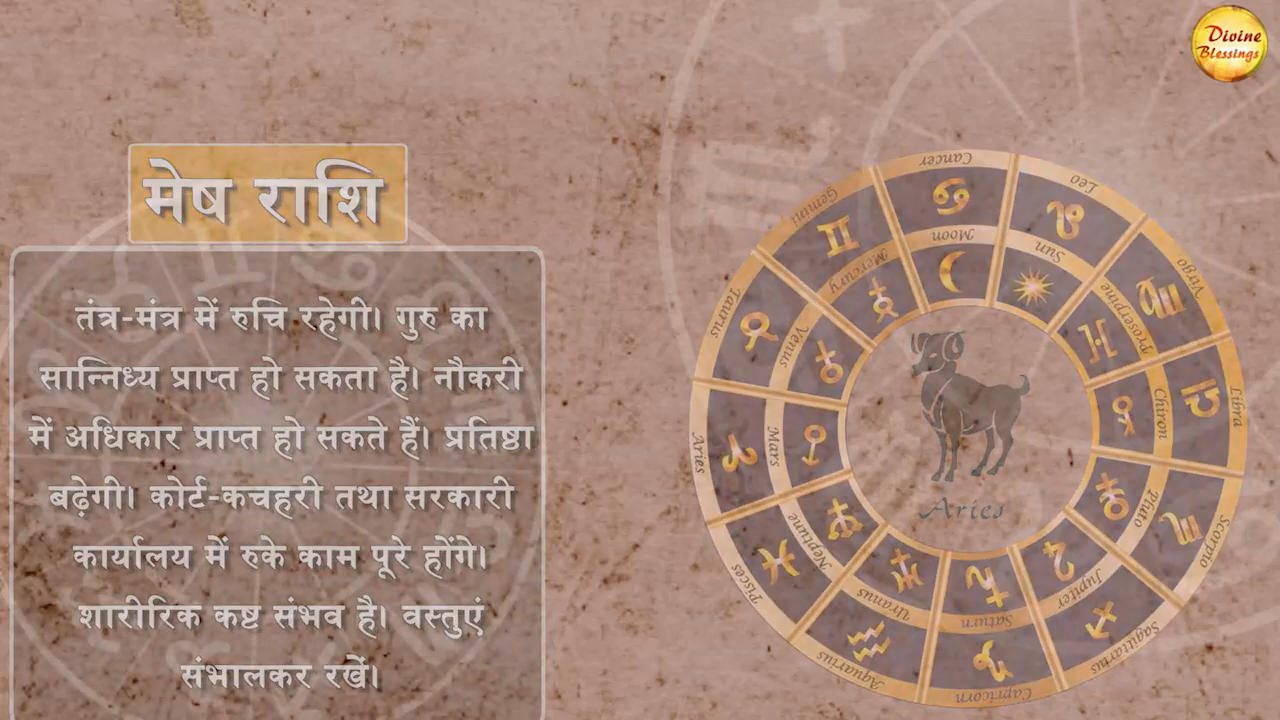 Divine
Blessings
मेष राशि
तंत्र-मंत्र में रुचि रहेगी। गुरु का
सान्निध्य प्राप्त हो सकता है। नौकरी
में अधिकार प्राप्त हो सकते हैं। प्रतिष्ठा
बढ़ेगी। कोर्ट-कचहरी तथा सरकारी
कार्यालय में रुके काम पूरे होंगे।
शारीरिक कष्ट संभव है। वस्तुएं
संभालकर रखें।
Cancer
Leo
Virgo
Libra
Scorpio
Sagittarius
Capricorn
Aquarius
Pisces
Aries
Taurus
Gemini
Moon
Sun
Proserpine
Chiron
Pluto
Jupiter
Saturn
Uranus
Neptune
Mars
Venus
Mercury
Aries